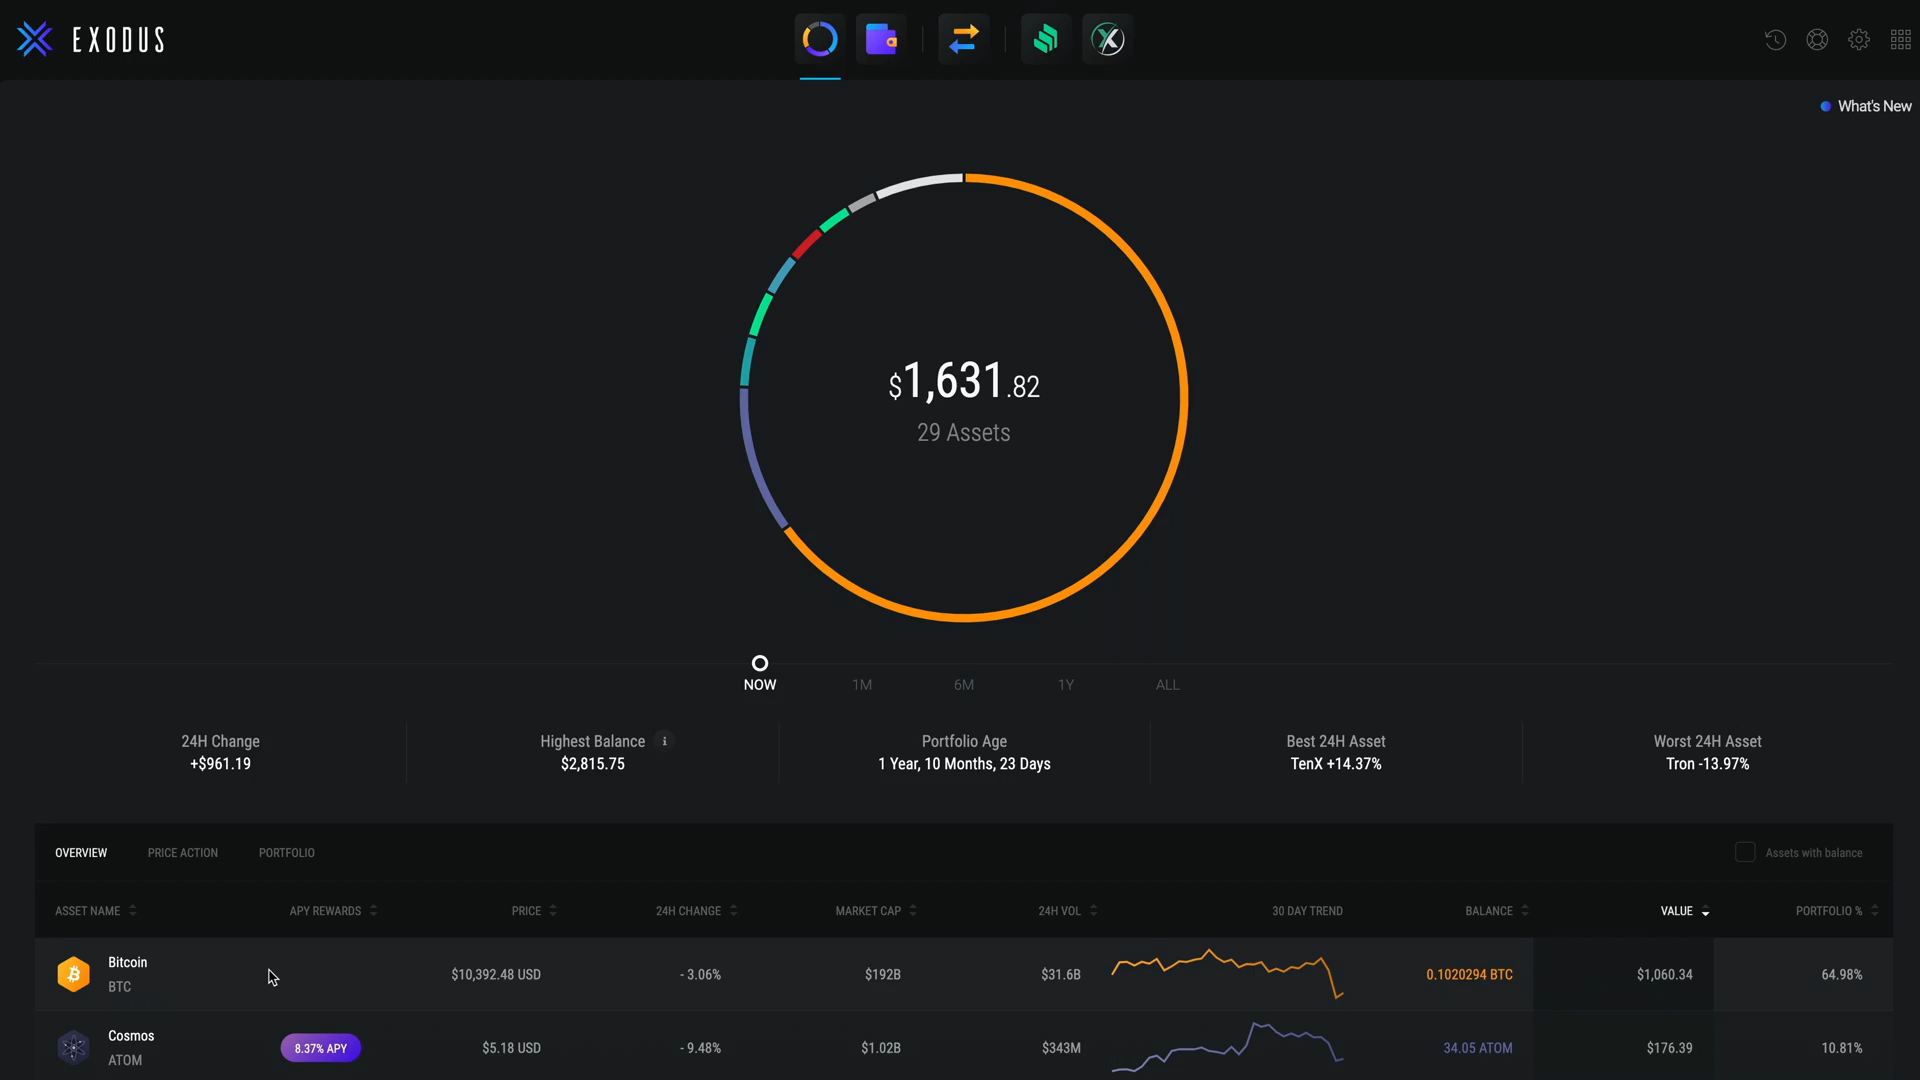 EXODUS
What's New
$1,631.82
29 Assets
NOW
1M
6M
1Y
ALL
24H Change
+$961.19
Highest Balance i
$2,815.75
Portfolio Age
1 Year, 10 Months, 23 Days
Best 24H Asset
TenX +14.37%
Worst 24H Asset
Tron -13.97%
OVERVIEW PRICE ACTION PORTFOLIO Assets with balance
ASSET NAME APY REWARDS PRICE 24H CHANGE MARKET CAP 24H VOL 30 DAY TREND BALANCE VALUE PORTFOLIO %
Bitcoin
BTC
$10,392.48 USD - 3.06% $192B $31.6B 0.1020294 BTC $1,060.34 64.98%
Cosmos
ATOM
8.37% APY $5.18 USD - 9.48% $1.02B $343M 34.05 ATOM $176.39 10.81%